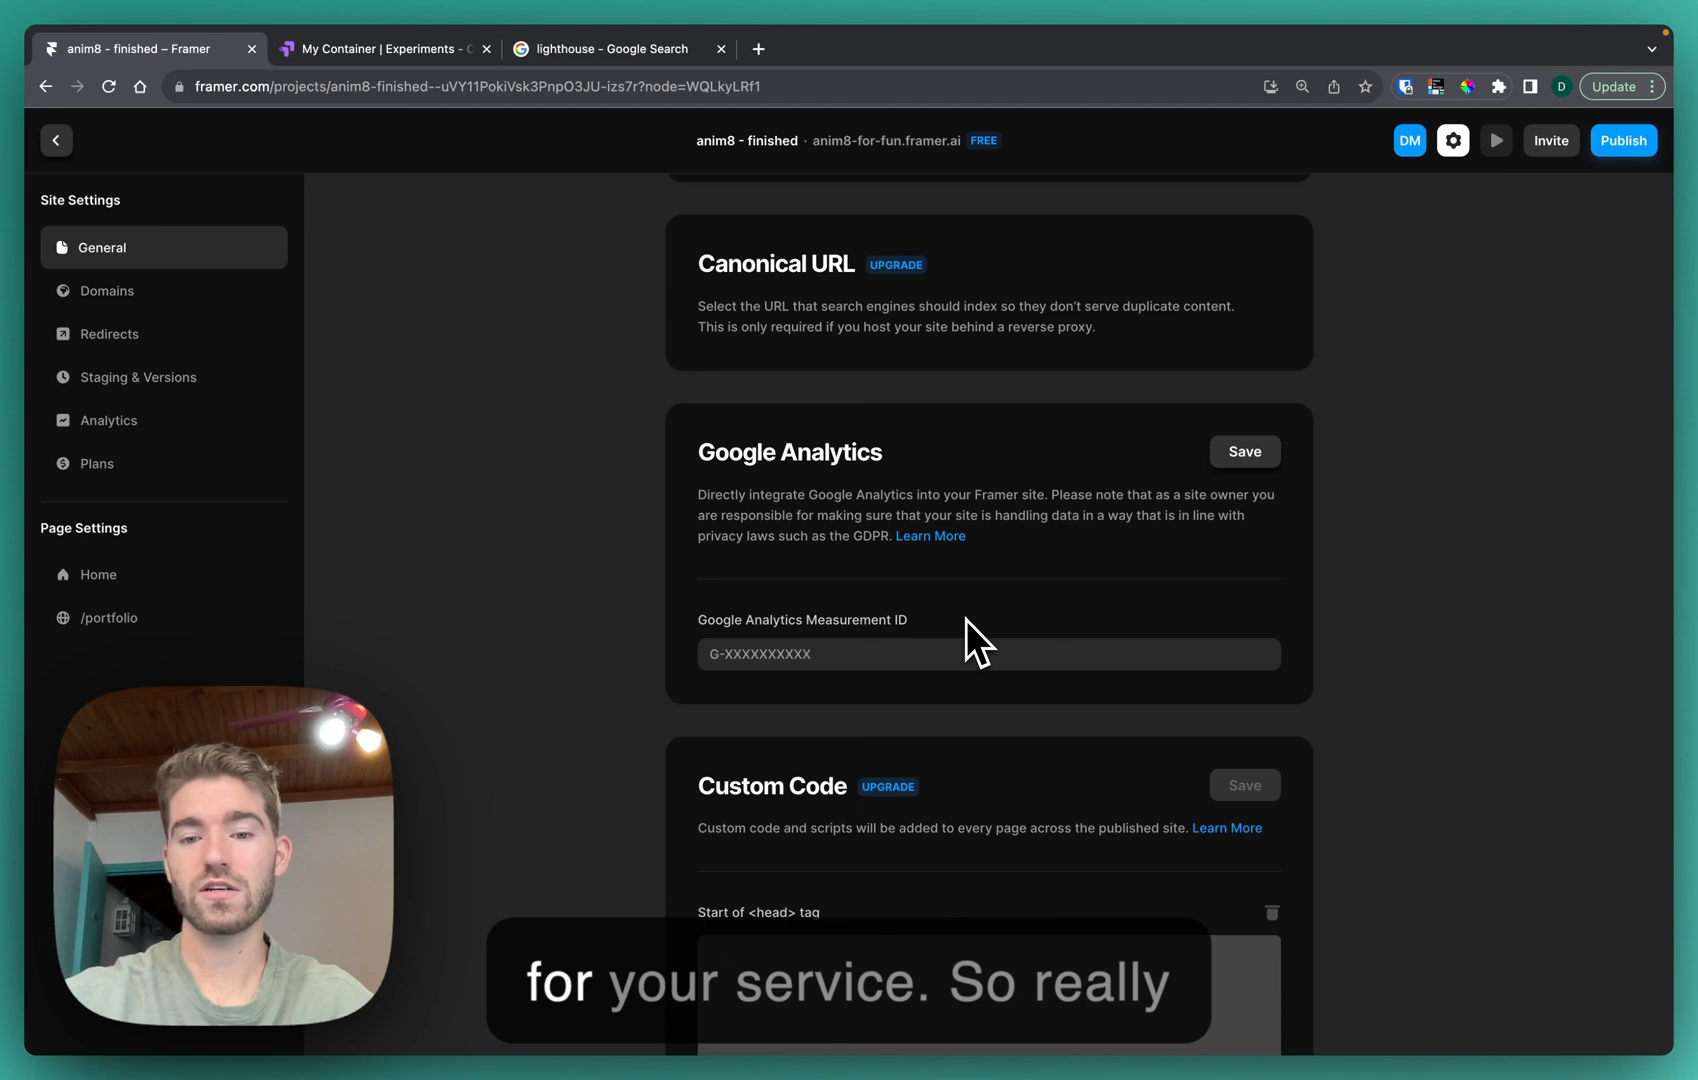 anim8 - finished – Framer
My Container | Experiments -
lighthouse - Google Search
framer.com/projects/anim8-finished--uVY11PokiVsk3PnpO3JU-izs7r?node=WQLkyLRf1
D
Update
anim8 - finished · anim8-for-fun.framer.ai FREE
DM
Invite
Publish
Site Settings
General
Domains
Redirects
Staging & Versions
Analytics
Plans
Page Settings
Home
/portfolio
Canonical URL UPGRADE
Select the URL that search engines should index so they don’t serve duplicate content.
This is only required if you host your site behind a reverse proxy.
Google Analytics
Save
Directly integrate Google Analytics into your Framer site. Please note that as a site owner you
are responsible for making sure that your site is handling data in a way that is in line with
privacy laws such as the GDPR. Learn More
Google Analytics Measurement ID
G-XXXXXXXXXX
Custom Code UPGRADE
Save
Custom code and scripts will be added to every page across the published site. Learn More
Start of <head> tag
for your service. So really